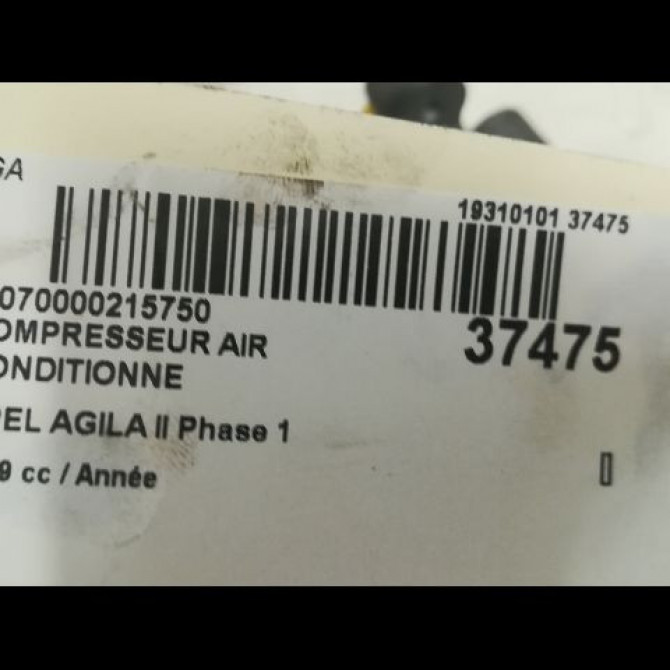 GA
19310101 37475
070000215750
37475
OMPRESSEUR AIR
ONDITIONNE
PEL AGILA II Phase 1
9 cc / Année